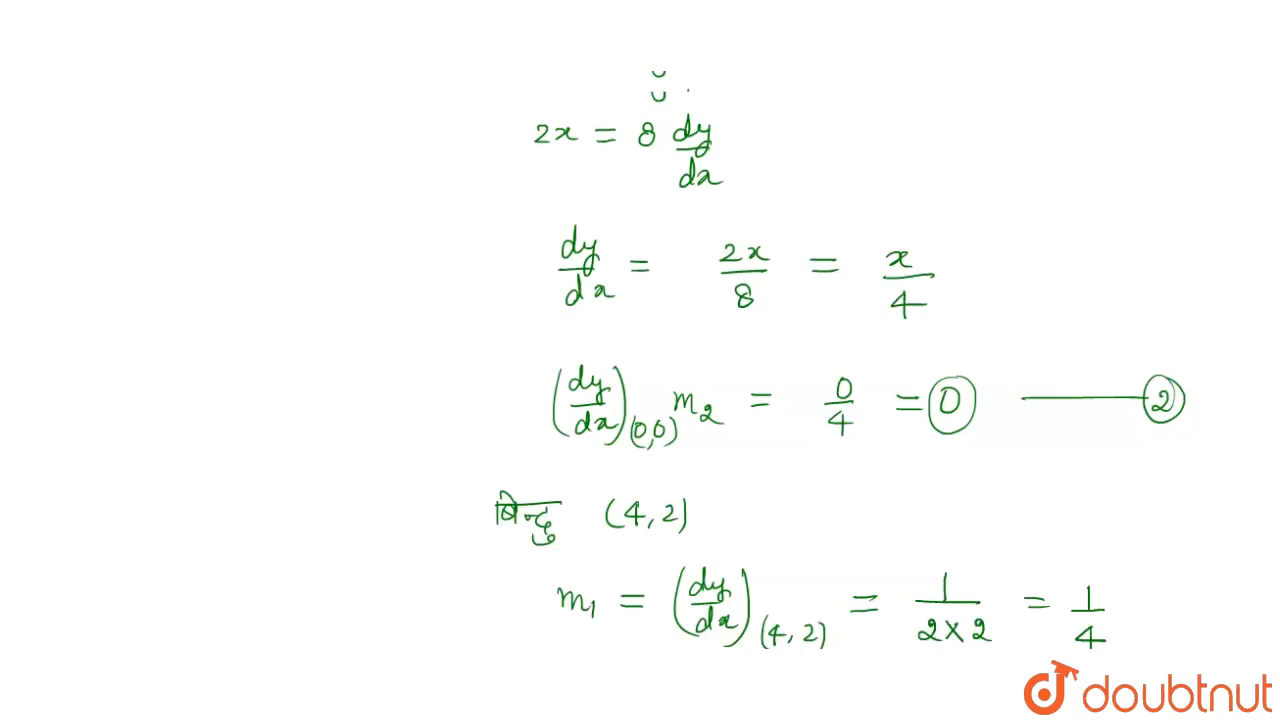 2x = 8 dy/dx
dy/dx = 2x/8 = x/4
(dy/dx)(0,0) m2 = 0/4 = 0 —— 2
बिन्दु (4,2)
m1 = (dy/dx)(4,2) = 1/2×2 = 1/4
doubtnut